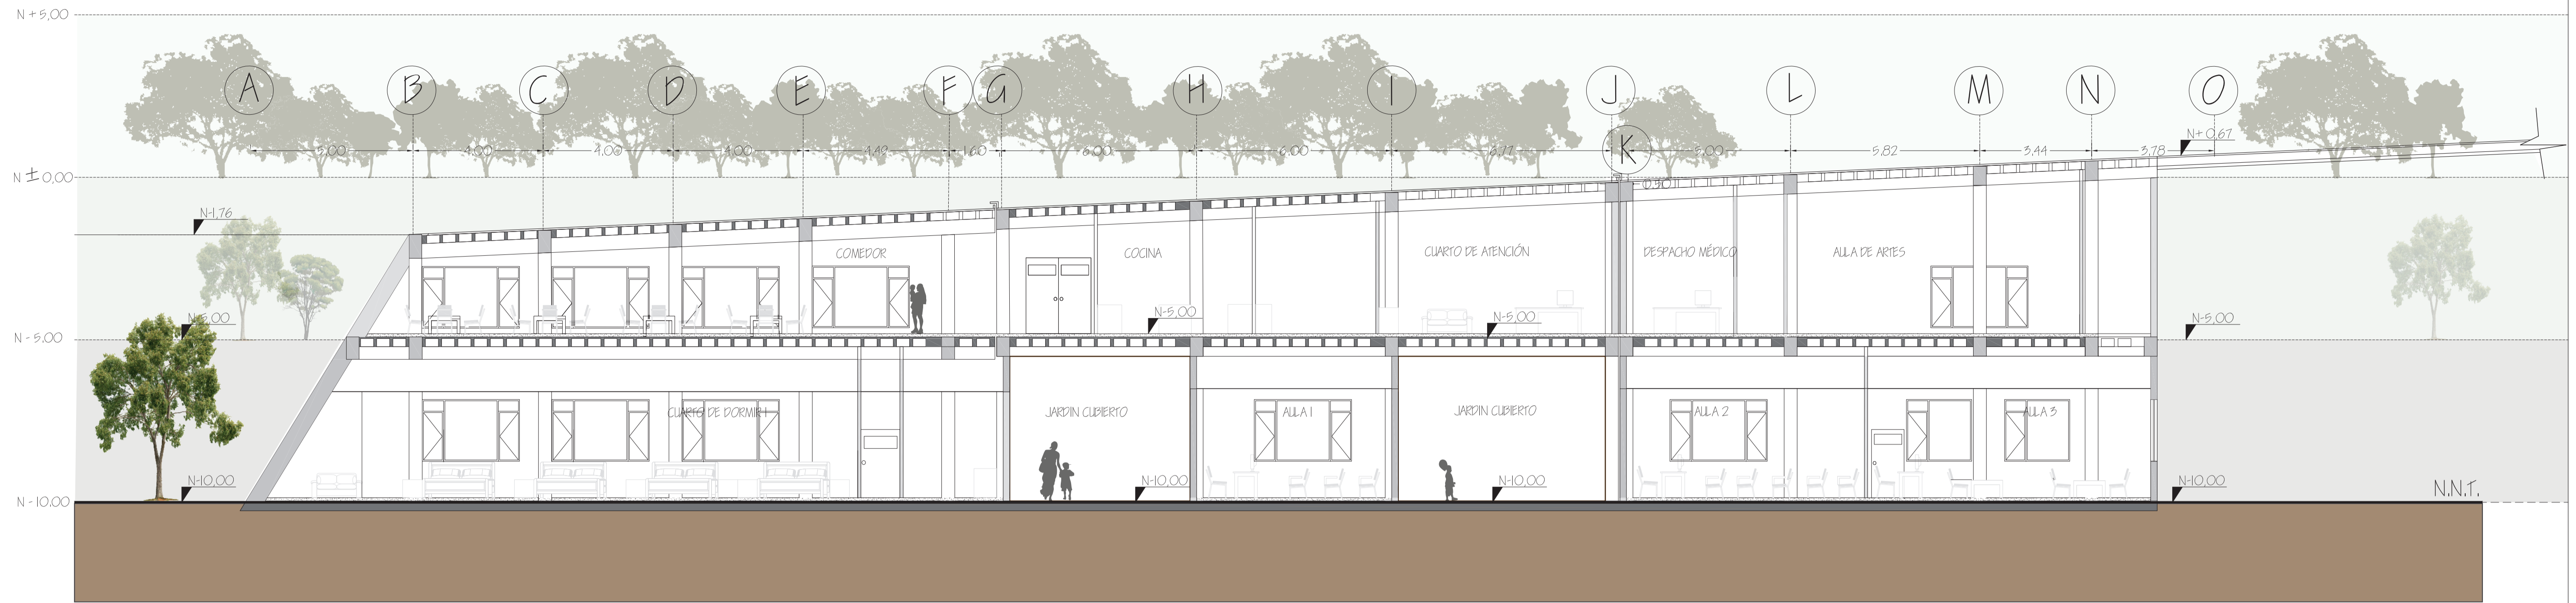 N +5,00
A B C D E F G H I J L M N O
K
N+ 0,67
5,00 4,00 4,00 4,00 4,48 1,60 6,00 6,00 6,77 5,00 5,82 3,44 3,78
N ±0,00
0,50
N-1,76
COMEDOR COCINA CUARTO DE ATENCIÓN DESPACHO MÉDICO AULA DE ARTES
N-5,00 N-5,00 N-5,00 N-5,00
N - 5.00
CUARTO DE DORMIR 1 JARDIN CUBIERTO AULA 1 JARDIN CUBIERTO AULA 2 AULA 3
N-10,00 N-10,00 N-10,00 N-10,00
N.N.T.
N - 10.00